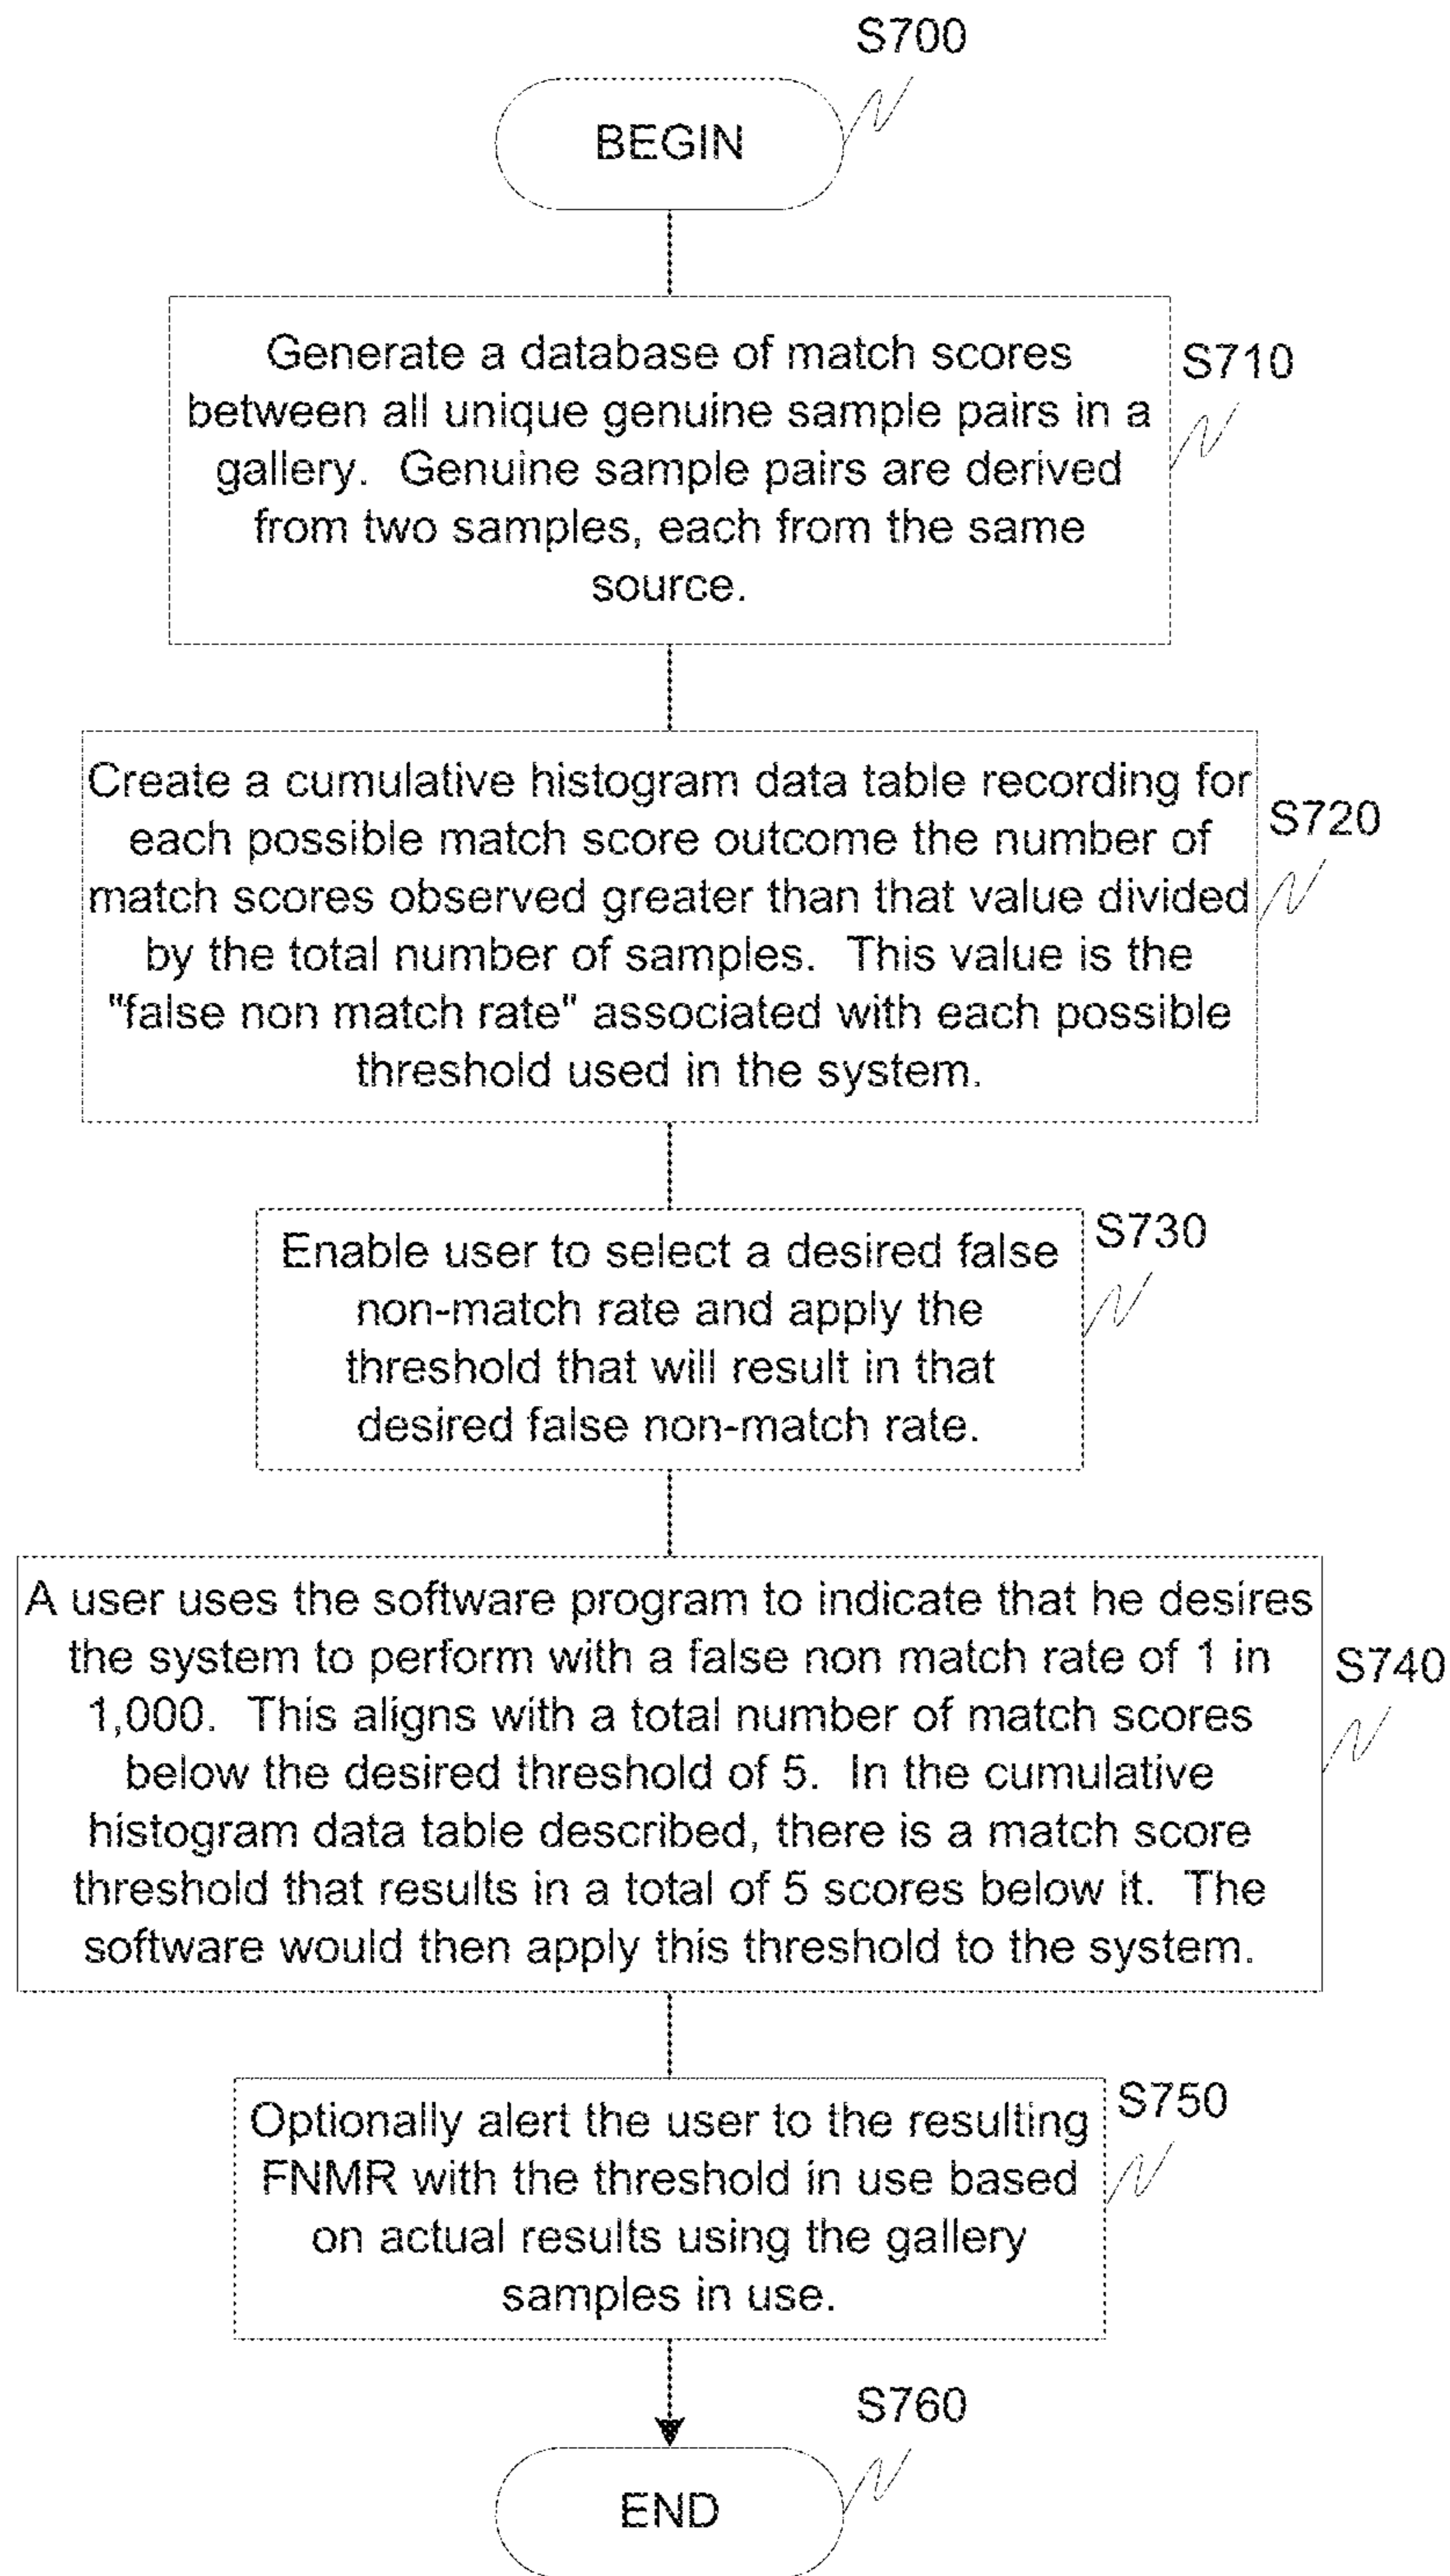 S700
BEGIN
Generate a database of match scores
between all unique genuine sample pairs in a
gallery. Genuine sample pairs are derived
from two samples, each from the same
source.
S710
Create a cumulative histogram data table recording for
each possible match score outcome the number of
match scores observed greater than that value divided
by the total number of samples. This value is the
"false non match rate" associated with each possible
threshold used in the system.
S720
Enable user to select a desired false
non-match rate and apply the
threshold that will result in that
desired false non-match rate.
S730
A user uses the software program to indicate that he desires
the system to perform with a false non match rate of 1 in
1,000. This aligns with a total number of match scores
below the desired threshold of 5. In the cumulative
histogram data table described, there is a match score
threshold that results in a total of 5 scores below it. The
software would then apply this threshold to the system.
S740
Optionally alert the user to the resulting
FNMR with the threshold in use based
on actual results using the gallery
samples in use.
S750
S760
END